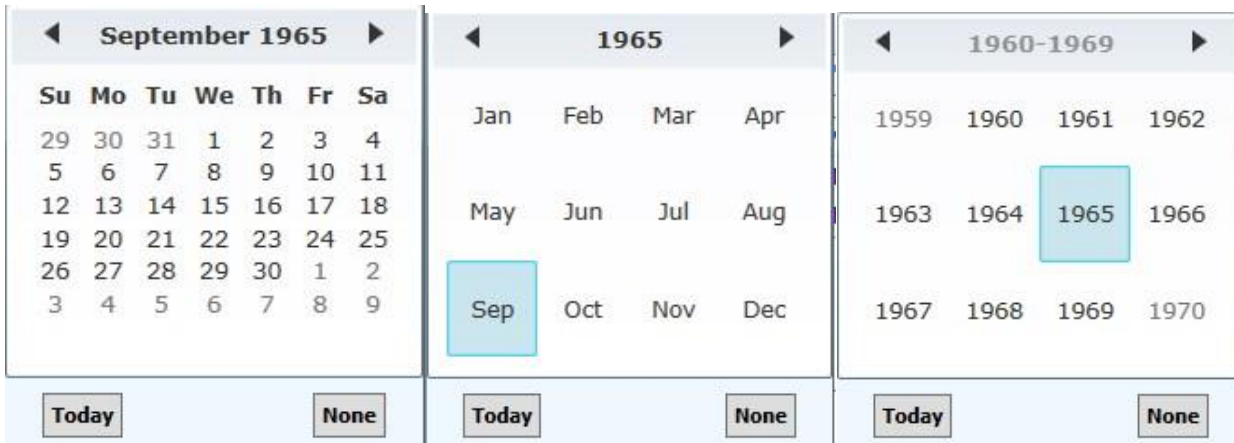 September 1965
Su Mo Tu We Th Fr Sa
29 30 31 1 2 3 4
5 6 7 8 9 10 11
12 13 14 15 16 17 18
19 20 21 22 23 24 25
26 27 28 29 30 1 2
3 4 5 6 7 8 9
Today None
1965
Jan Feb Mar Apr
May Jun Jul Aug
Sep Oct Nov Dec
Today None
1960-1969
1959 1960 1961 1962
1963 1964 1965 1966
1967 1968 1969 1970
Today None